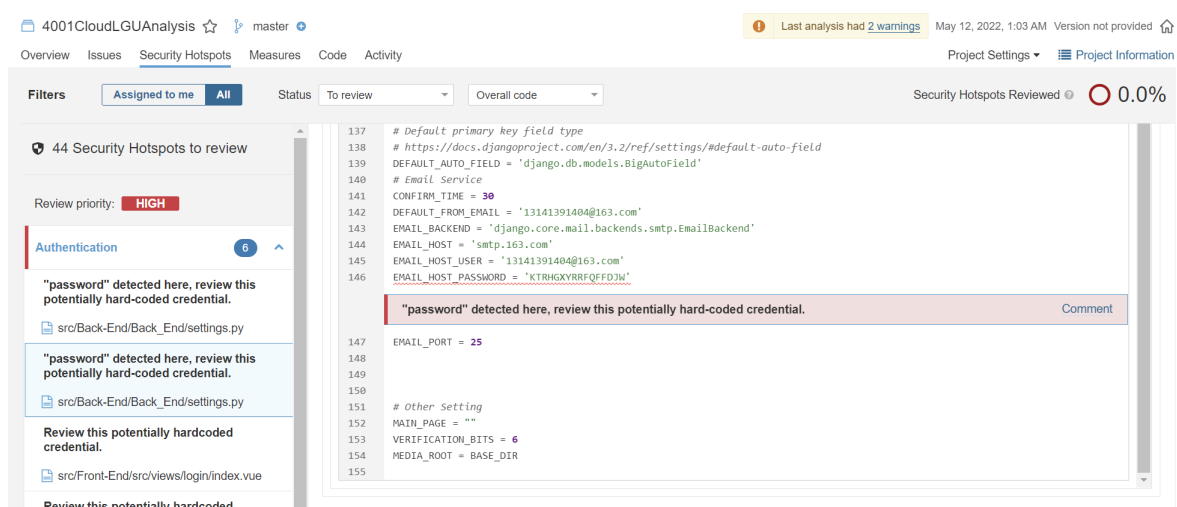 4001CloudLGUAnalysis master Last analysis had 2 warnings May 12, 2022, 1:03 AM Version not provided
Overview Issues Security Hotspots Measures Code Activity Project Settings Project Information
Filters Assigned to me All Status To review Overall code Security Hotspots Reviewed 0.0%
44 Security Hotspots to review
Review priority: HIGH
Authentication 6
"password" detected here, review this
potentially hard-coded credential.
src/Back-End/Back_End/settings.py
"password" detected here, review this
potentially hard-coded credential.
src/Back-End/Back_End/settings.py
Review this potentially hardcoded
credential.
src/Front-End/src/views/login/index.vue
Review this potentially hardcoded
137 # Default primary key field type
138 # https://docs.djangoproject.com/en/3.2/ref/settings/#default-auto-field
139 DEFAULT_AUTO_FIELD = 'django.db.models.BigAutoField'
140 # Email Service
141 CONFIRM_TIME = 30
142 DEFAULT_FROM_EMAIL = '13141391404@163.com'
143 EMAIL_BACKEND = 'django.core.mail.backends.smtp.EmailBackend'
144 EMAIL_HOST = 'smtp.163.com'
145 EMAIL_HOST_USER = '13141391404@163.com'
146 EMAIL_HOST_PASSWORD = 'KTRHGXYRRFQFFDJW'
"password" detected here, review this potentially hard-coded credential. Comment
147 EMAIL_PORT = 25
148
149
150
151 # Other Setting
152 MAIN_PAGE = ""
153 VERIFICATION_BITS = 6
154 MEDIA_ROOT = BASE_DIR
155